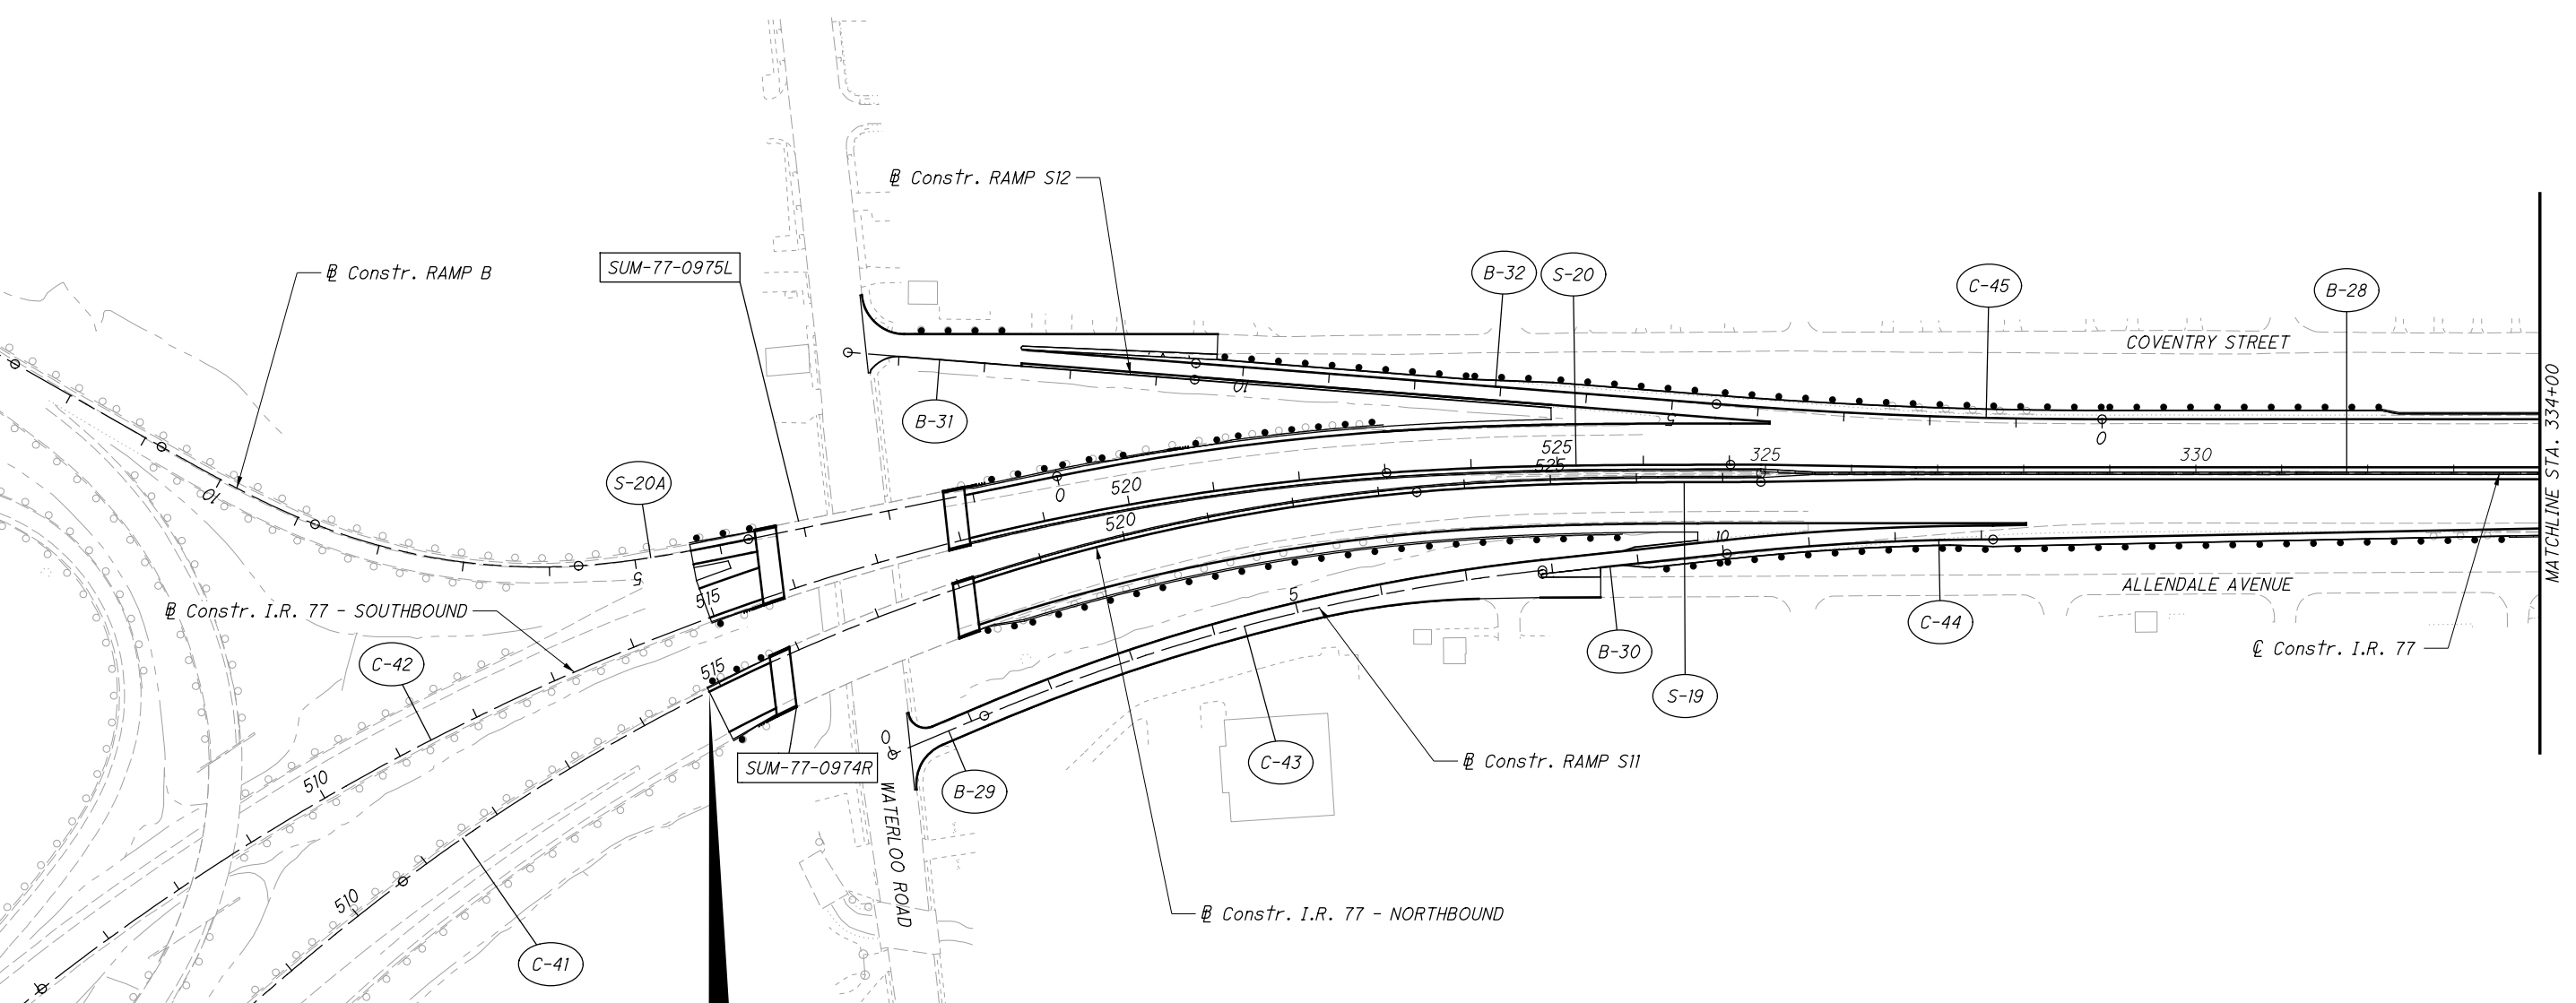 ℄ Constr. RAMP S12
℄ Constr. RAMP B
SUM-77-0975L
B-32
S-20
C-45
B-28
COVENTRY STREET
MATCHLINE STA. 334+00
10
5
B-31
0
525
525
325
330
S-20A
10
0
520
520
5
515
10
0
ALLENDALE AVENUE
℄ Constr. I.R. 77 - SOUTHBOUND
C-42
515
5
C-44
B-30
℄ Constr. I.R. 77
S-19
0
SUM-77-0974R
B-29
C-43
℄ Constr. RAMP S11
510
WATERLOO ROAD
510
℄ Constr. I.R. 77 - NORTHBOUND
C-41